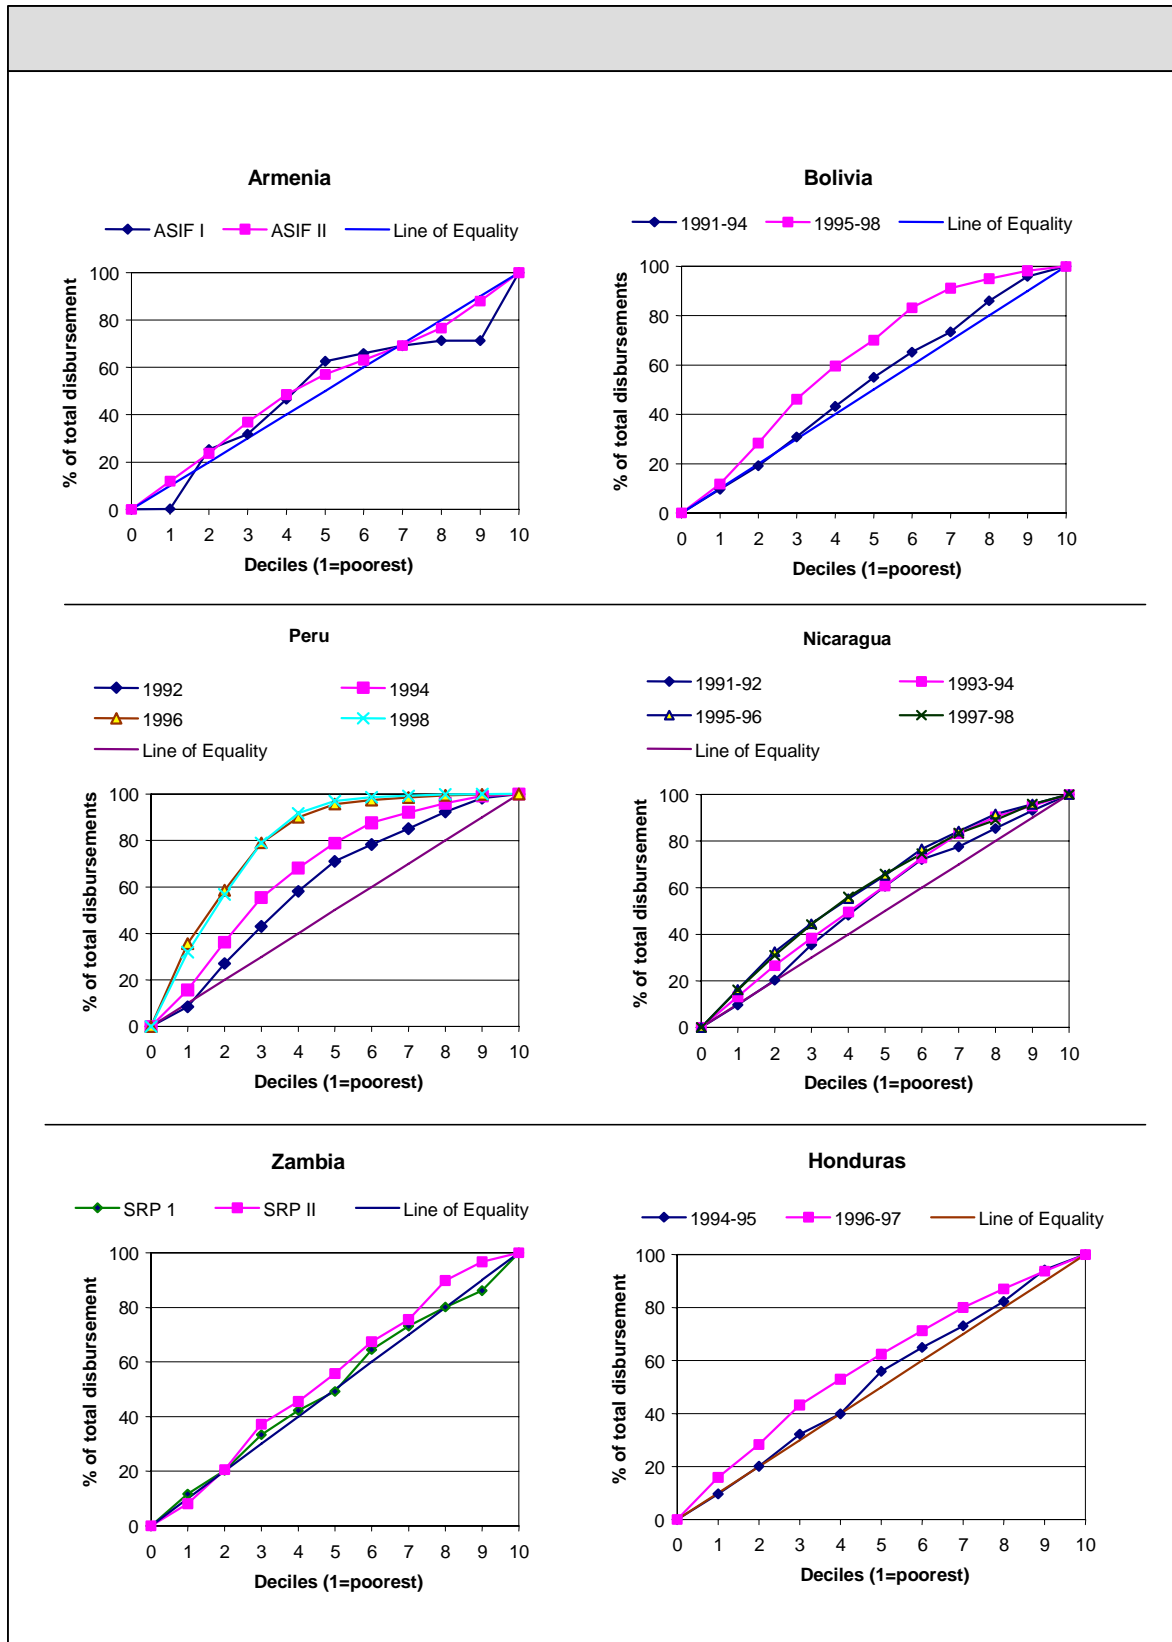 Armenia
ASIF I ASIF II Line of Equality
% of total disbursement
100
80
60
40
20
0
0 1 2 3 4 5 6 7 8 9 10
Deciles (1=poorest)
Bolivia
1991-94 1995-98 Line of Equality
% of total disbursements
100
80
60
40
20
0
0 1 2 3 4 5 6 7 8 9 10
Deciles (1=poorest)
Peru
1992 1994
1996 1998
Line of Equality
% of total disbursements
100
80
60
40
20
0
0 1 2 3 4 5 6 7 8 9 10
Deciles (1=poorest)
Nicaragua
1991-92 1993-94
1995-96 1997-98
Line of Equality
% of total disbursements
100
80
60
40
20
0
0 1 2 3 4 5 6 7 8 9 10
Deciles (1=poorest)
Zambia
SRP 1 SRP II Line of Equality
% of total disbursement
100
80
60
40
20
0
0 1 2 3 4 5 6 7 8 9 10
Deciles (1=poorest)
Honduras
1994-95 1996-97 Line of Equality
% of total disbursement
100
80
60
40
20
0
0 1 2 3 4 5 6 7 8 9 10
Deciles (1=poorest)